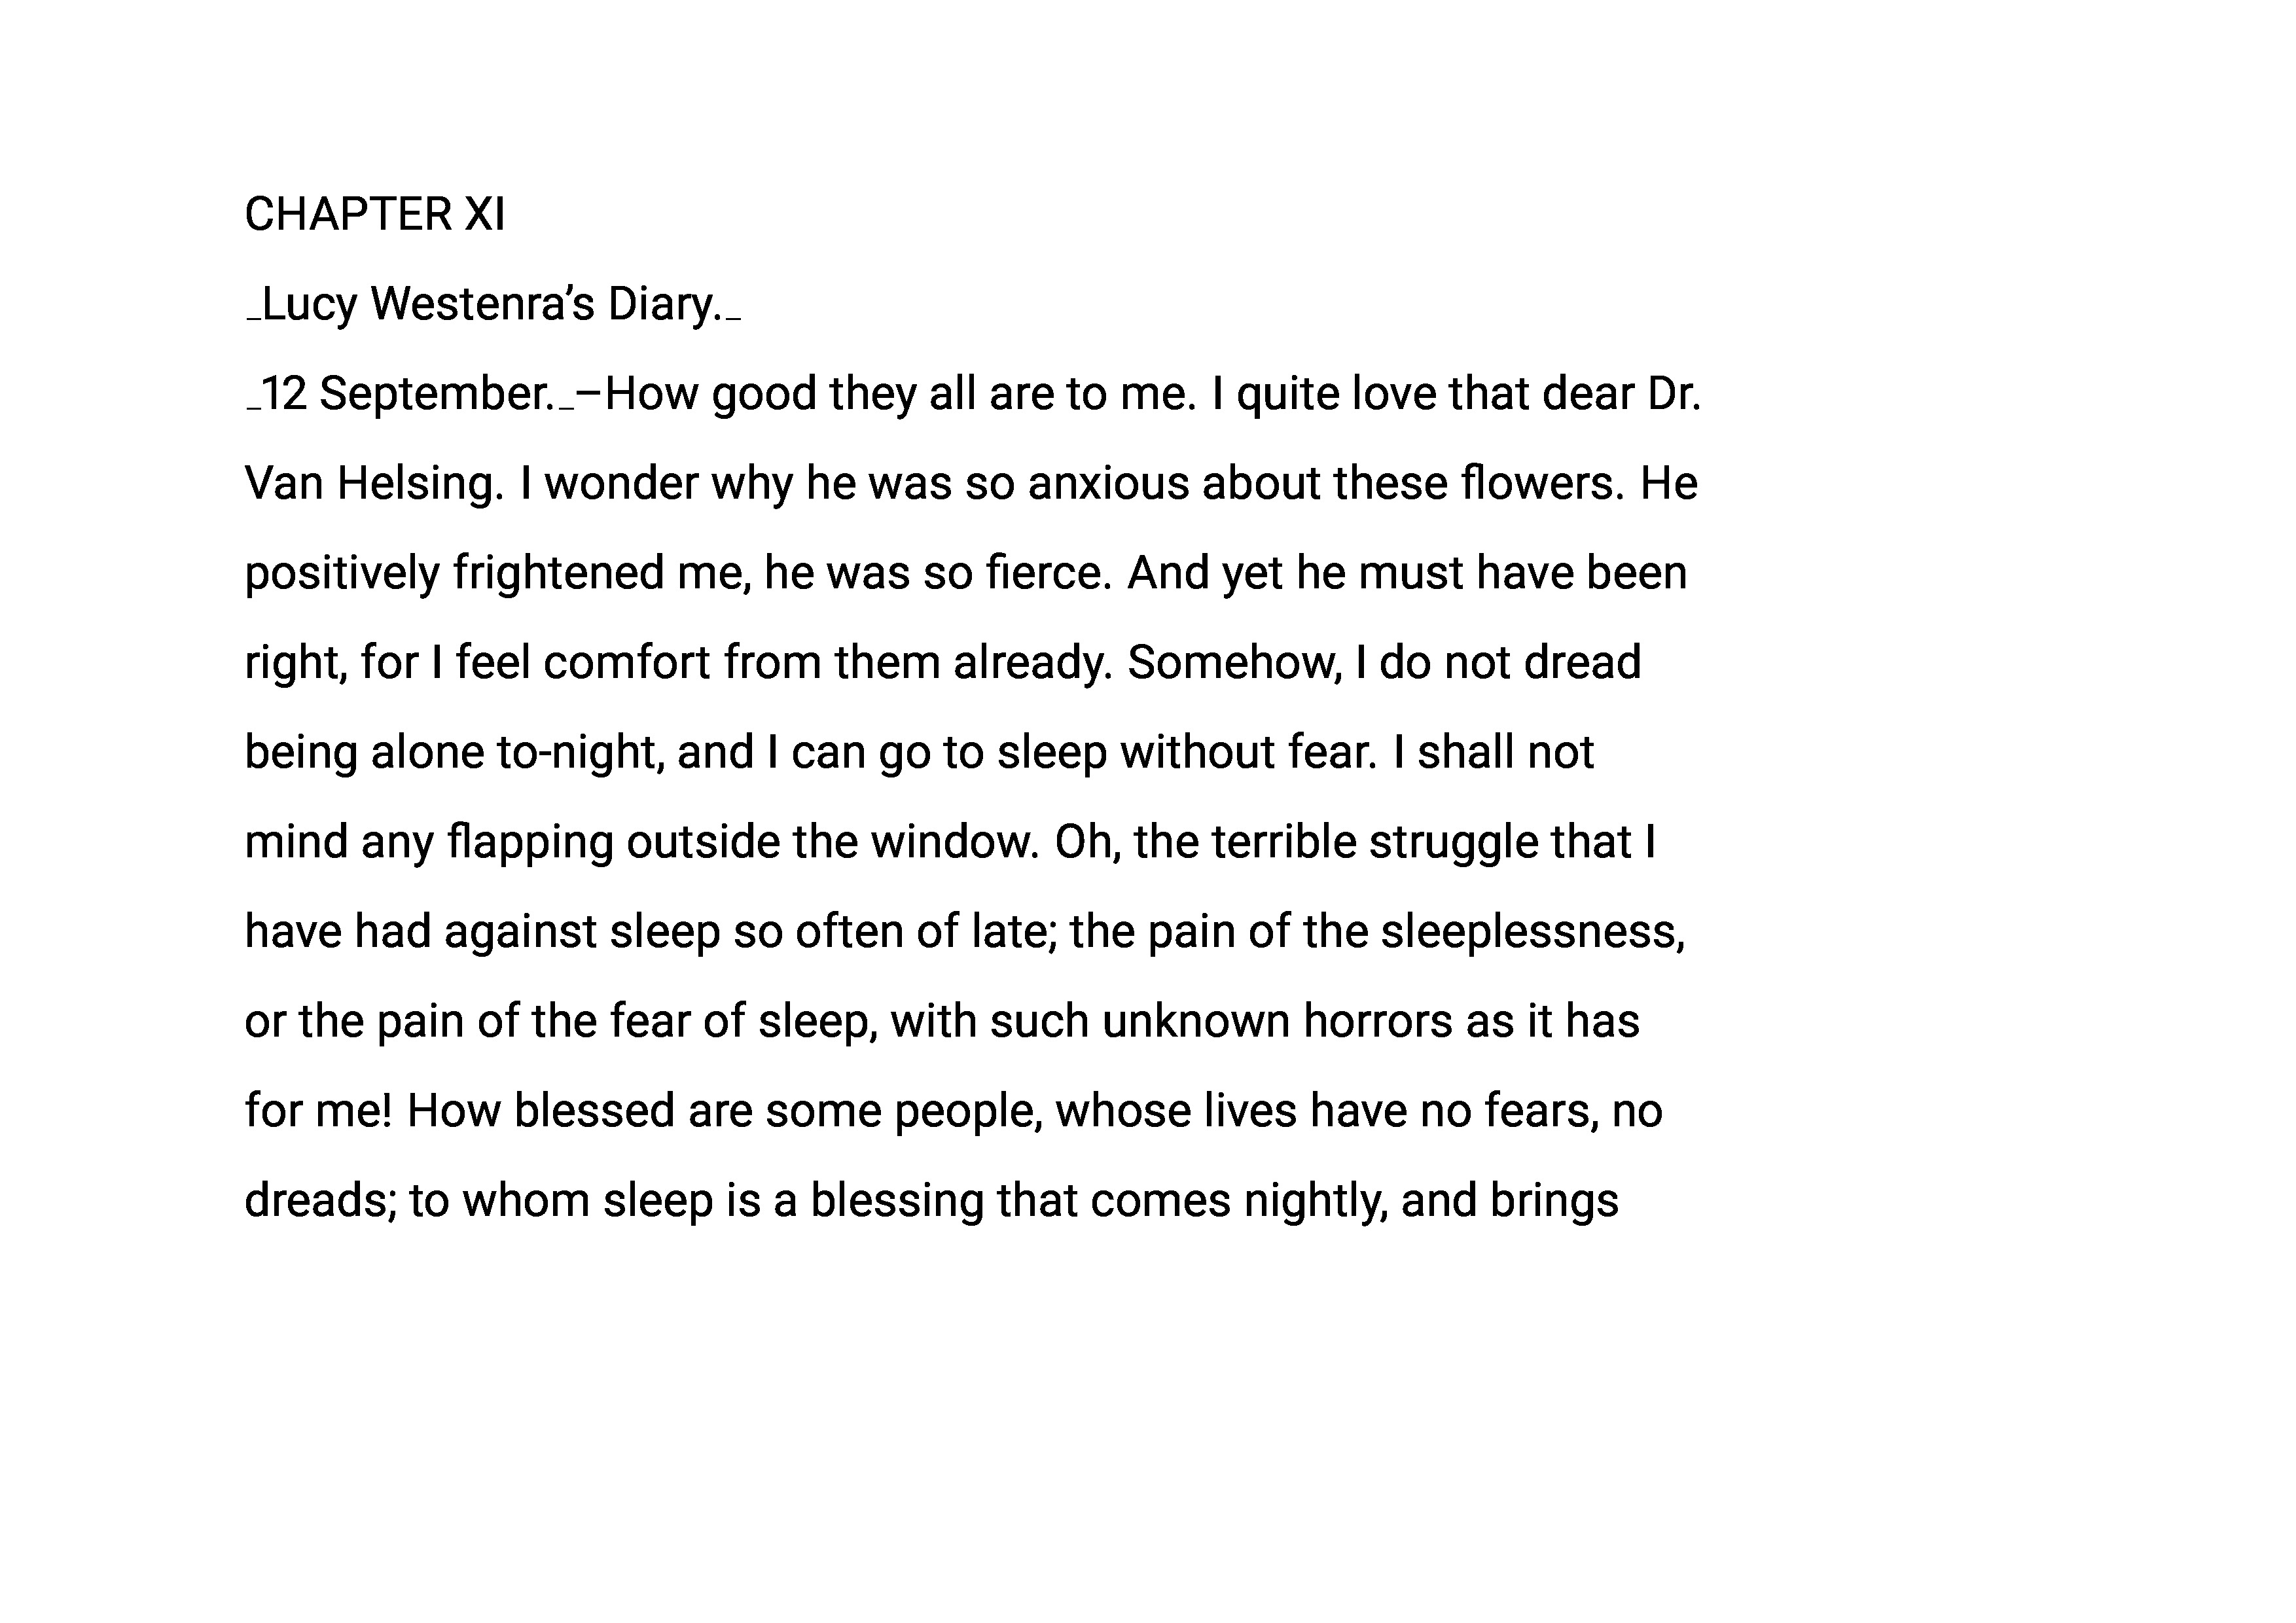 CHAPTER XI
_Lucy Westenra’s Diary._
_12 September._–How good they all are to me. I quite love that dear Dr.
Van Helsing. I wonder why he was so anxious about these flowers. He
positively frightened me, he was so fierce. And yet he must have been
right, for I feel comfort from them already. Somehow, I do not dread
being alone to-night, and I can go to sleep without fear. I shall not
mind any flapping outside the window. Oh, the terrible struggle that I
have had against sleep so often of late; the pain of the sleeplessness,
or the pain of the fear of sleep, with such unknown horrors as it has
for me! How blessed are some people, whose lives have no fears, no
dreads; to whom sleep is a blessing that comes nightly, and brings